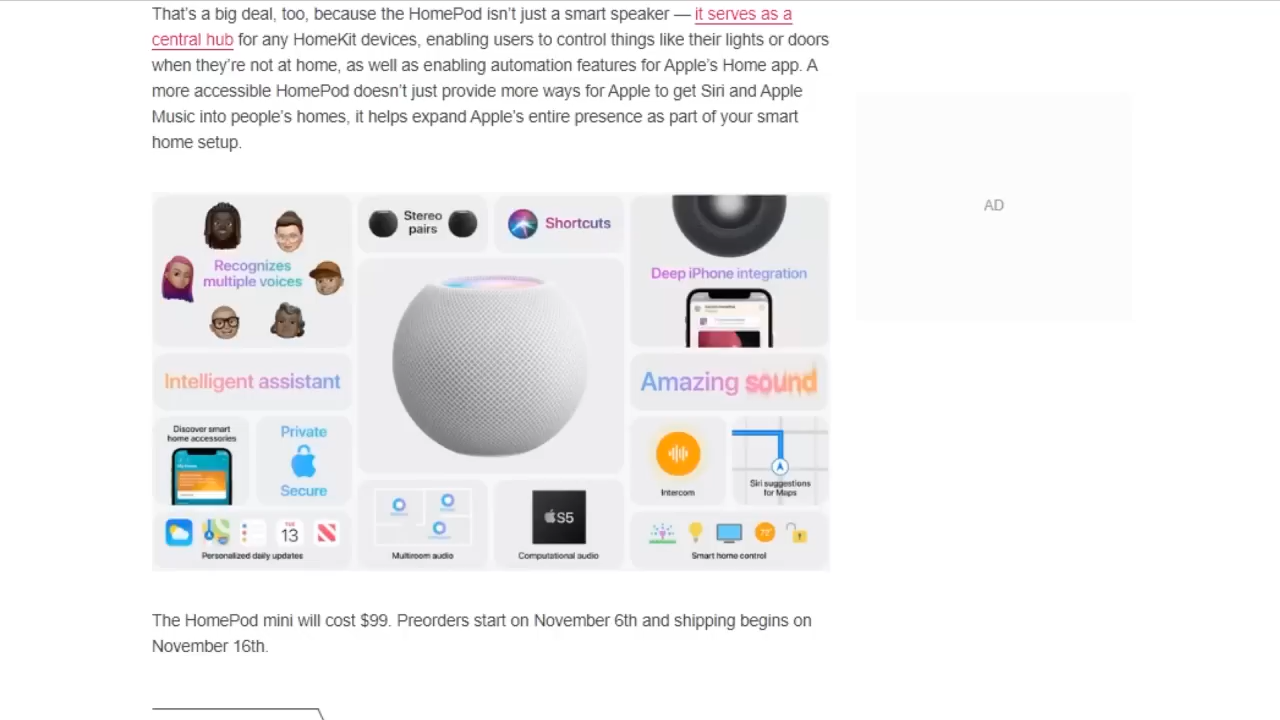 That’s a big deal, too, because the HomePod isn’t just a smart speaker — it serves as a
central hub for any HomeKit devices, enabling users to control things like their lights or doors
when they’re not at home, as well as enabling automation features for Apple’s Home app. A
more accessible HomePod doesn’t just provide more ways for Apple to get Siri and Apple
Music into people’s homes, it helps expand Apple’s entire presence as part of your smart
home setup.
AD
Recognizes
multiple voices
Stereo
pairs
Shortcuts
Deep iPhone integration
Intelligent assistant
Amazing sound
Discover smart
home accessories
Private
Secure
Intercom
Siri suggestions
for Maps
TUE
13
Personalized daily updates
Multiroom audio
S5
Computational audio
72°
Smart home control
The HomePod mini will cost $99. Preorders start on November 6th and shipping begins on
November 16th.